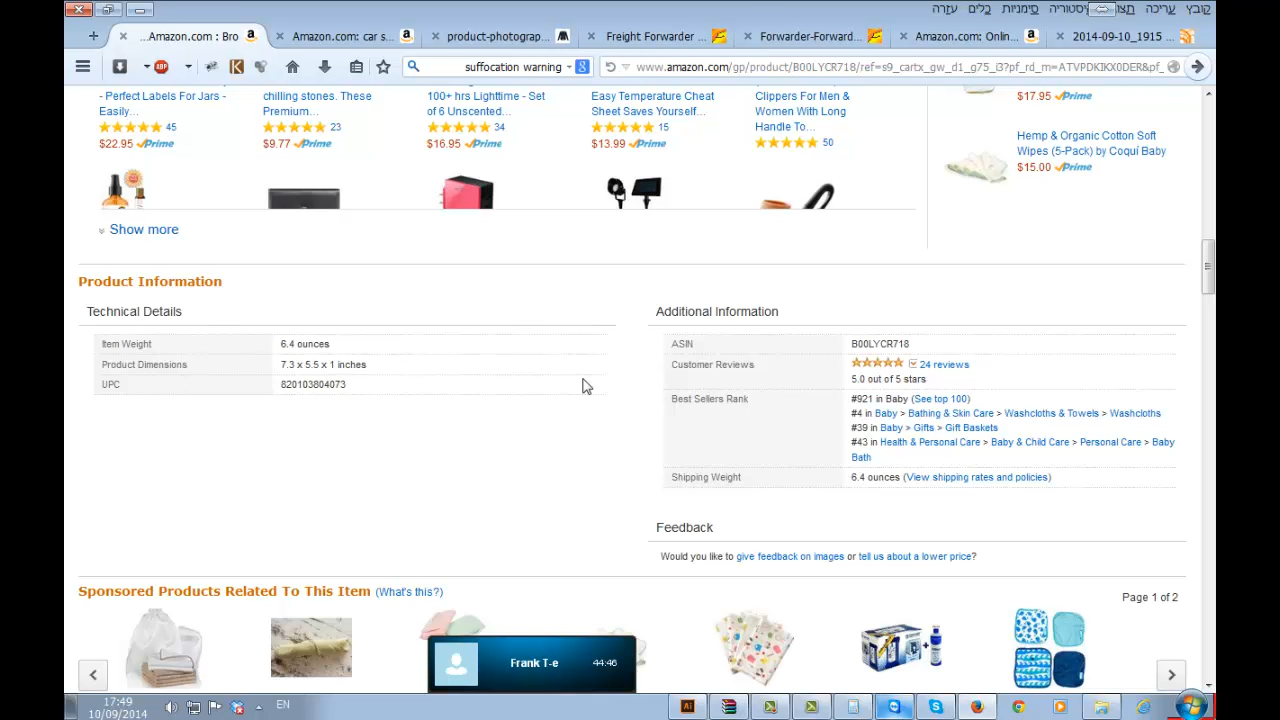 קובץ עריכה תצו יסטוריה סימניות כלים עזרה
Amazon.com : Bro...
Amazon.com: car s...
product-photograp...
Freight Forwarder ...
Forwarder-Forward...
Amazon.com: Onlin...
2014-09-10_1915 ...
suffocation warning
www.amazon.com/gp/product/B00LYCR718/ref=s9_cartx_gw_d1_g75_i3?pf_rd_m=ATVPDKIKX0DER&pf_
- Perfect Labels For Jars -
Easily...
45
$22.95 Prime
chilling stones. These
Premium...
23
$9.77 Prime
100+ hrs Lighttime - Set
of 6 Unscented...
34
$16.95 Prime
Easy Temperature Cheat
Sheet Saves Yourself...
15
$13.99 Prime
Clippers For Men &
Women With Long
Handle To...
50
$17.95 Prime
Hemp & Organic Cotton Soft
Wipes (5-Pack) by Coquí Baby
$15.00 Prime
Show more
Product Information
Technical Details
Item Weight 6.4 ounces
Product Dimensions 7.3 x 5.5 x 1 inches
UPC 820103804073
Additional Information
ASIN B00LYCR718
Customer Reviews 24 reviews
5.0 out of 5 stars
Best Sellers Rank #921 in Baby (See top 100)
#4 in Baby > Bathing & Skin Care > Washcloths & Towels > Washcloths
#39 in Baby > Gifts > Gift Baskets
#43 in Health & Personal Care > Baby & Child Care > Personal Care > Baby
Bath
Shipping Weight 6.4 ounces (View shipping rates and policies)
Feedback
Would you like to give feedback on images or tell us about a lower price?
Sponsored Products Related To This Item (What's this?)
Page 1 of 2
Frank T-e 44:46
17:49
10/09/2014
EN